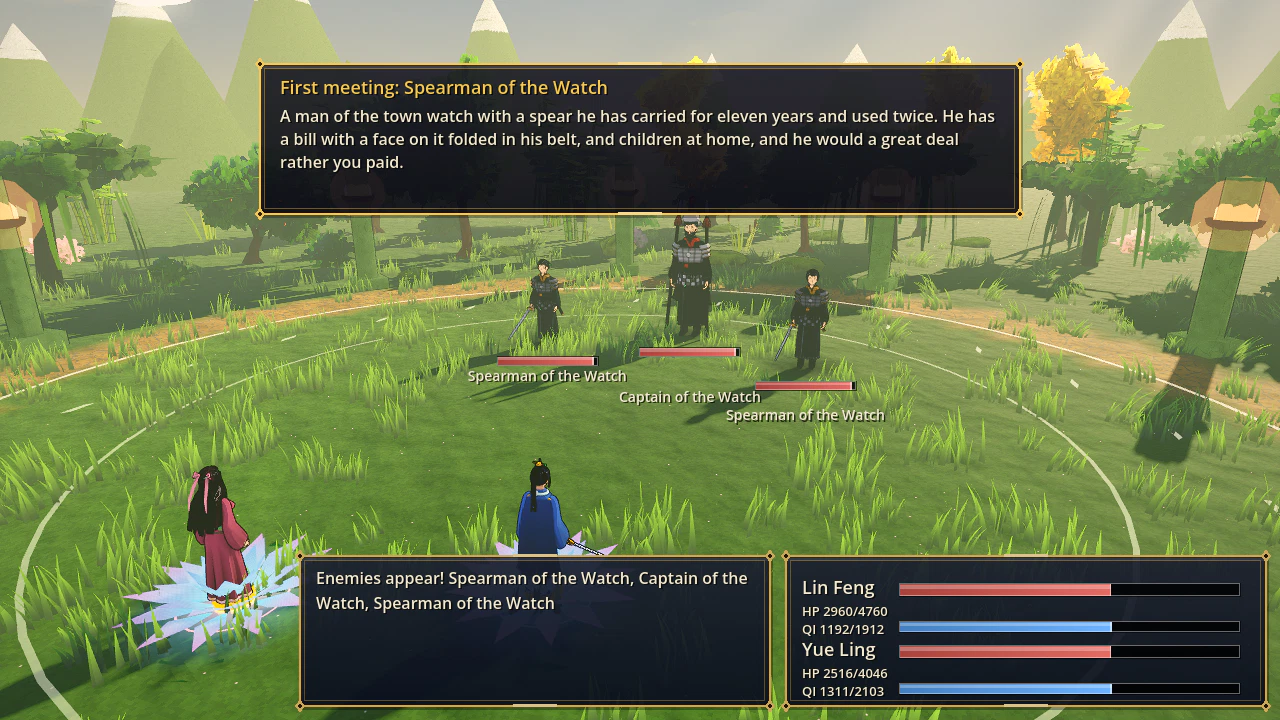 First meeting: Spearman of the Watch
A man of the town watch with a spear he has carried for eleven years and used twice. He has
a bill with a face on it folded in his belt, and children at home, and he would a great deal
rather you paid.
Spearman of the Watch
Captain of the Watch
Spearman of the Watch
Enemies appear! Spearman of the Watch, Captain of the
Watch, Spearman of the Watch
Lin Feng
HP 2960/4760
QI 1192/1912
Yue Ling
HP 2516/4046
QI 1311/2103